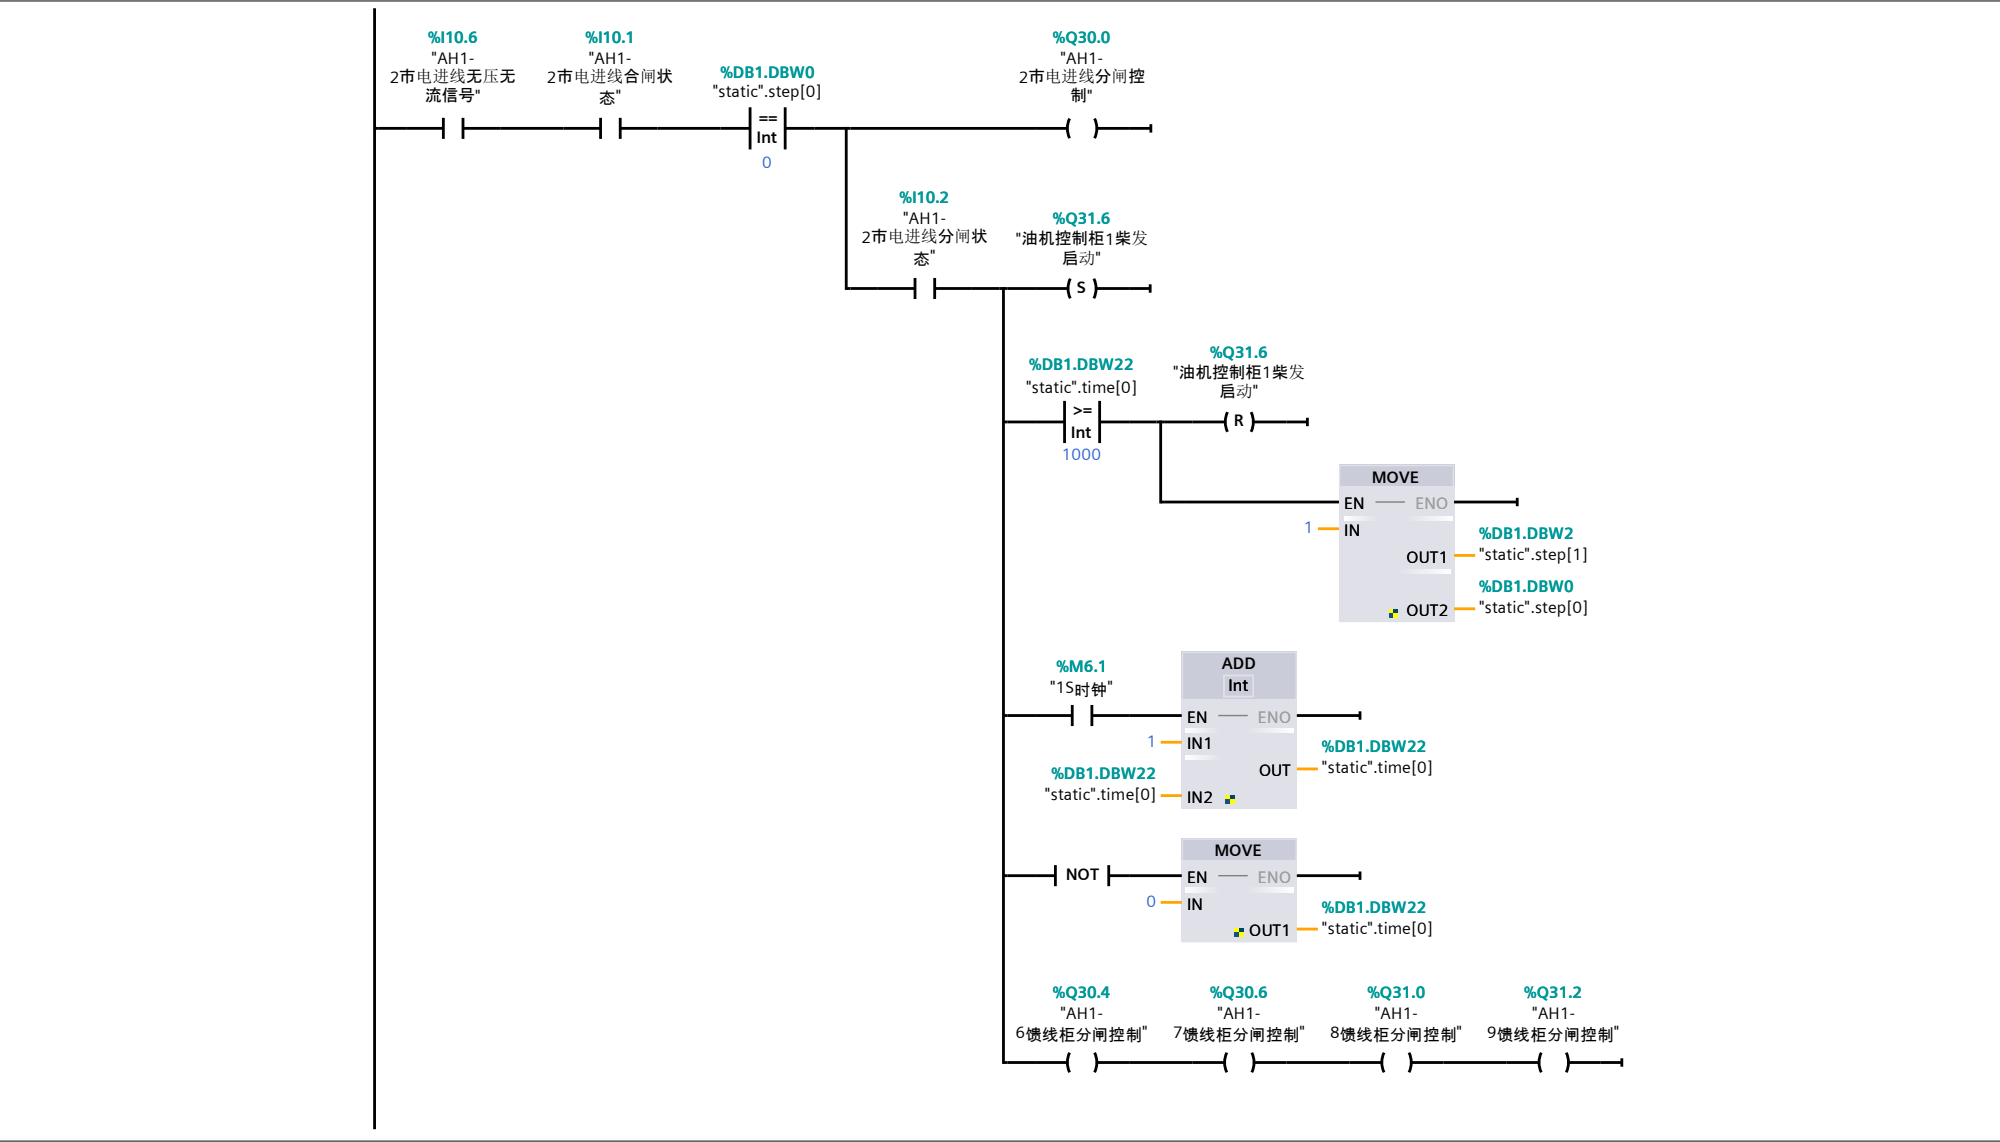 %I10.6
"AH1-
2市电进线无压无
流信号"
%I10.1
"AH1-
2市电进线合闸状
态"
%DB1.DBW0
"static".step[0]
==
Int
0
%Q30.0
"AH1-
2市电进线分闸控
制"
%I10.2
"AH1-
2市电进线分闸状
态"
%Q31.6
"油机控制柜1柴发
启动"
S
%DB1.DBW22
"static".time[0]
>=
Int
1000
%Q31.6
"油机控制柜1柴发
启动"
R
MOVE
EN
ENO
1
IN
OUT1
%DB1.DBW2
"static".step[1]
OUT2
%DB1.DBW0
"static".step[0]
%M6.1
"1S时钟"
ADD
Int
EN
ENO
1
IN1
%DB1.DBW22
"static".time[0]
IN2
OUT
%DB1.DBW22
"static".time[0]
NOT
MOVE
EN
ENO
0
IN
OUT1
%DB1.DBW22
"static".time[0]
%Q30.4
"AH1-
6馈线柜分闸控制"
%Q30.6
"AH1-
7馈线柜分闸控制"
%Q31.0
"AH1-
8馈线柜分闸控制"
%Q31.2
"AH1-
9馈线柜分闸控制"